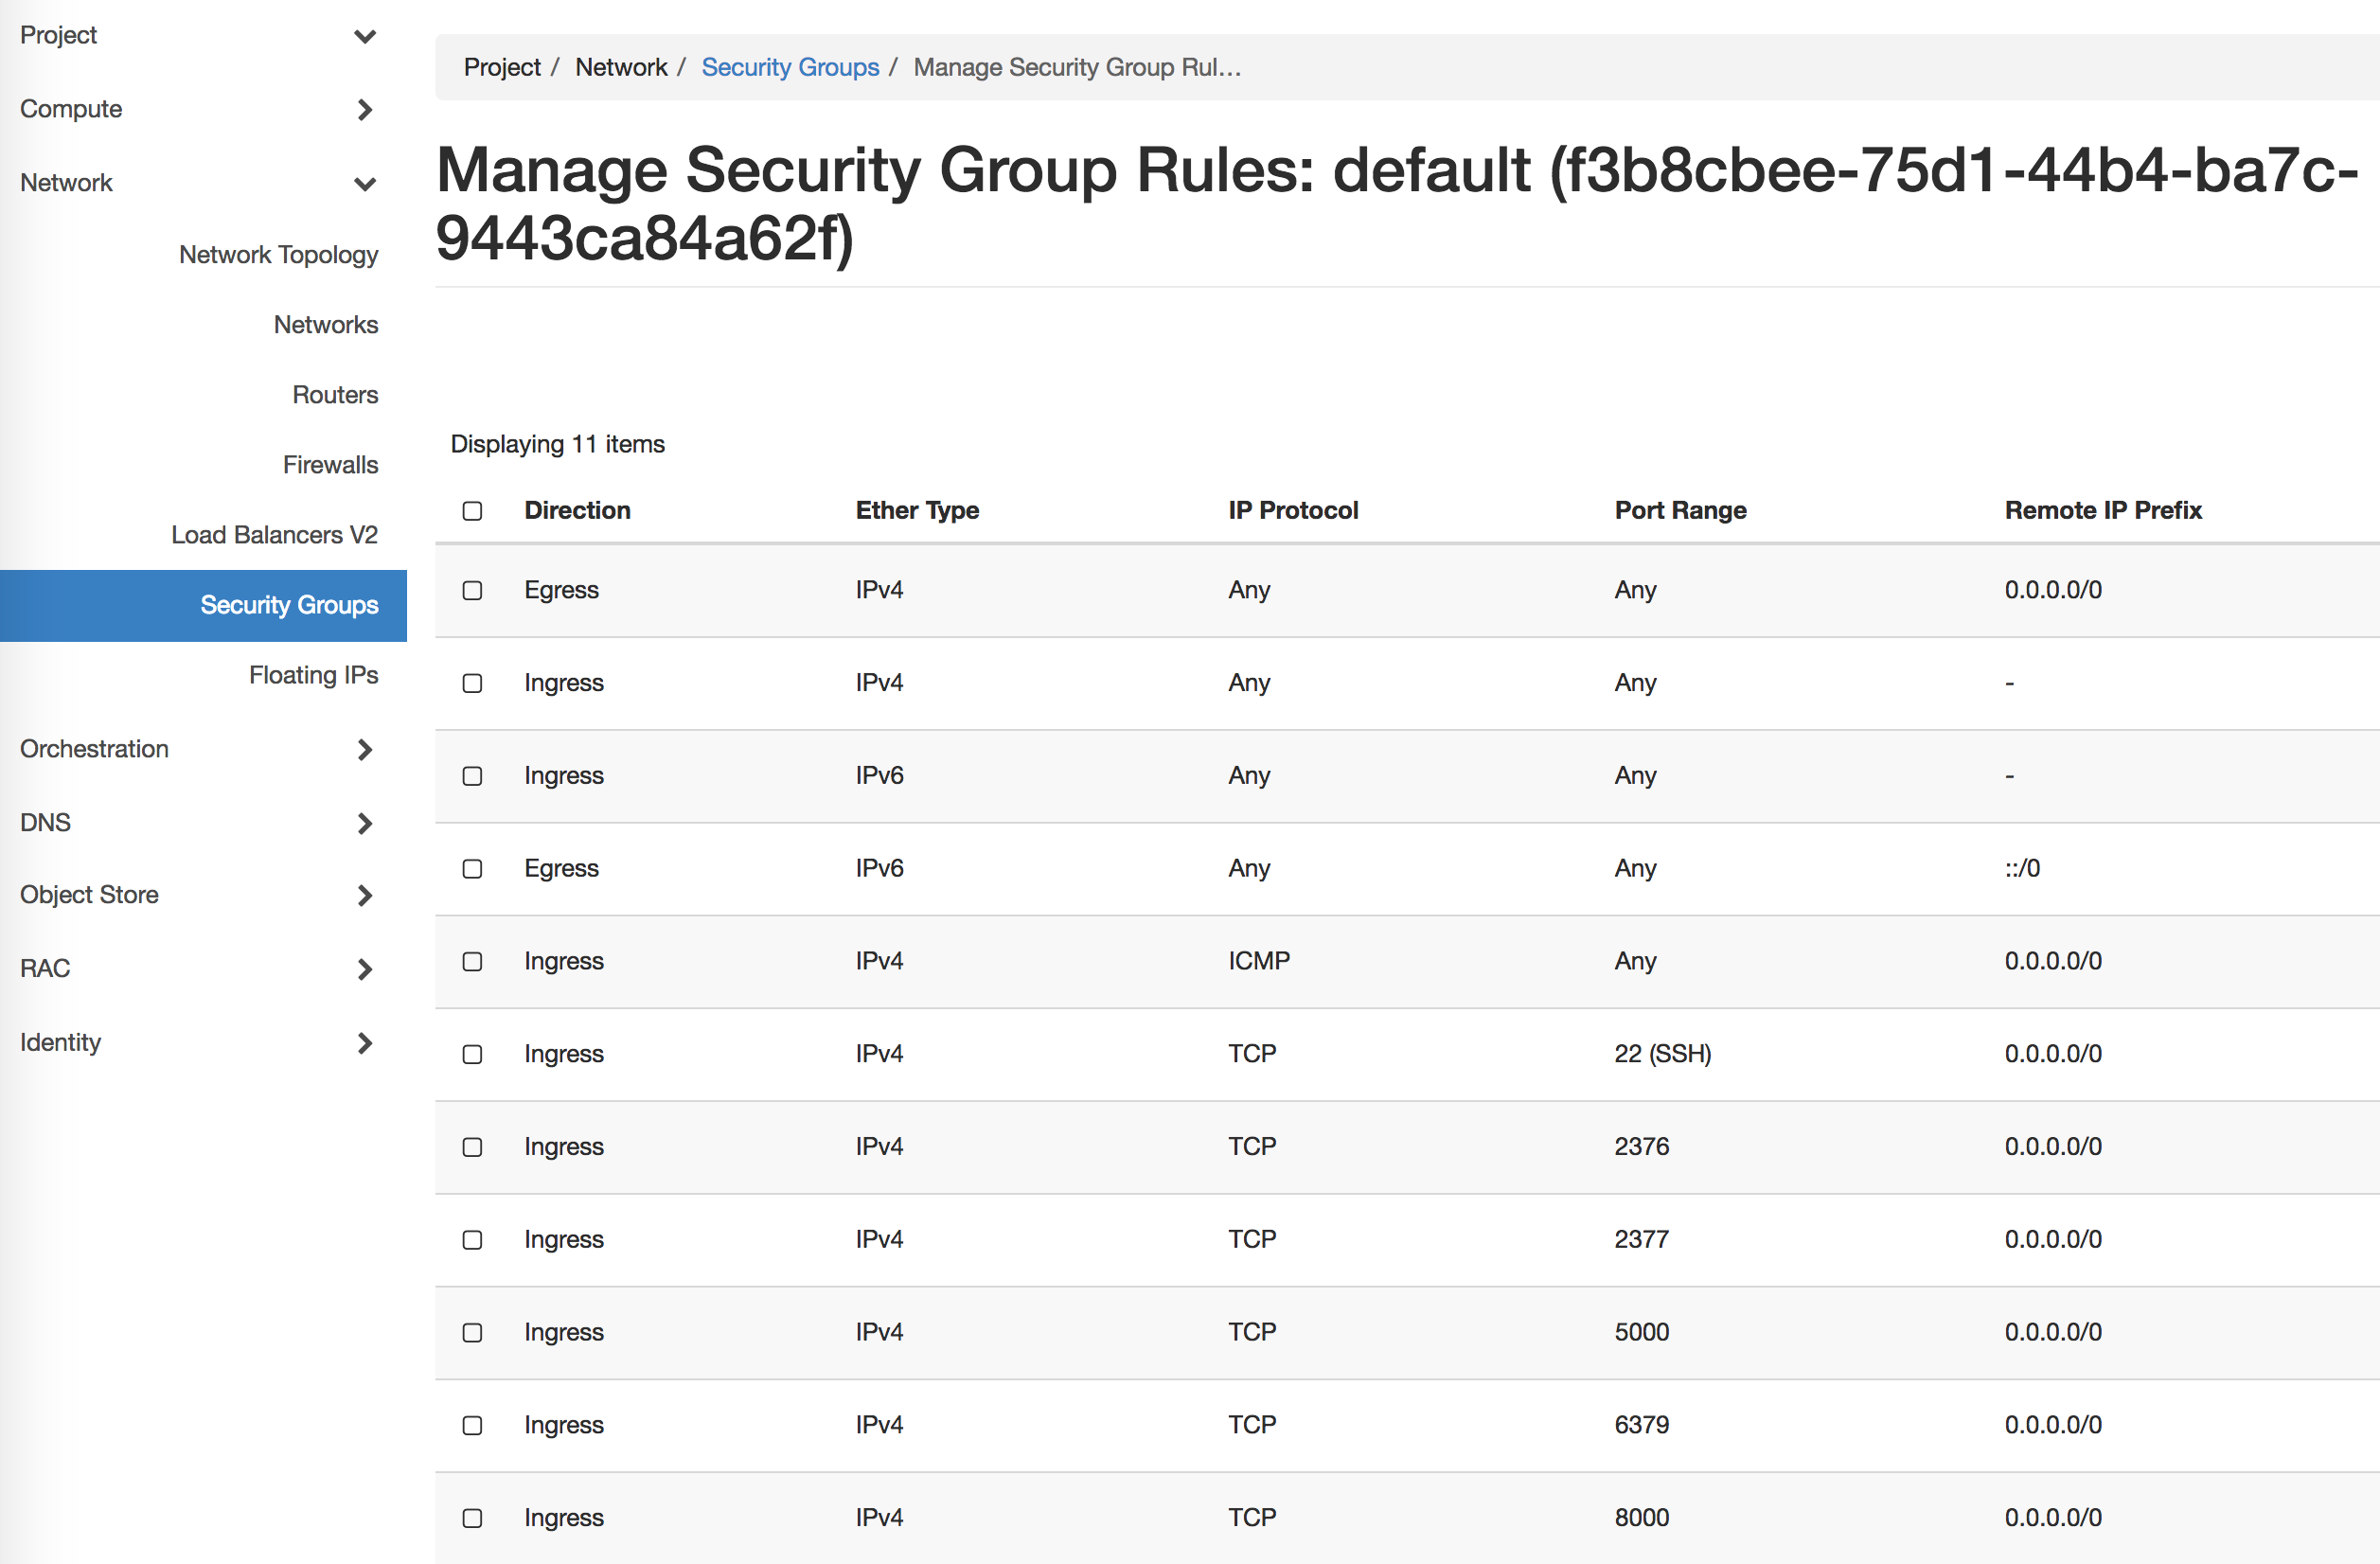 Project
Compute
Network
Network Topology
Networks
Routers
Firewalls
Load Balancers V2
Security Groups
Floating IPs
Orchestration
DNS
Object Store
RAC
Identity
Project / Network / Security Groups / Manage Security Group Rul...
Manage Security Group Rules: default (f3b8cbee-75d1-44b4-ba7c-
9443ca84a62f)
Displaying 11 items
Direction Ether Type IP Protocol Port Range Remote IP Prefix
Egress IPv4 Any Any 0.0.0.0/0
Ingress IPv4 Any Any -
Ingress IPv6 Any Any -
Egress IPv6 Any Any ::/0
Ingress IPv4 ICMP Any 0.0.0.0/0
Ingress IPv4 TCP 22 (SSH) 0.0.0.0/0
Ingress IPv4 TCP 2376 0.0.0.0/0
Ingress IPv4 TCP 2377 0.0.0.0/0
Ingress IPv4 TCP 5000 0.0.0.0/0
Ingress IPv4 TCP 6379 0.0.0.0/0
Ingress IPv4 TCP 8000 0.0.0.0/0